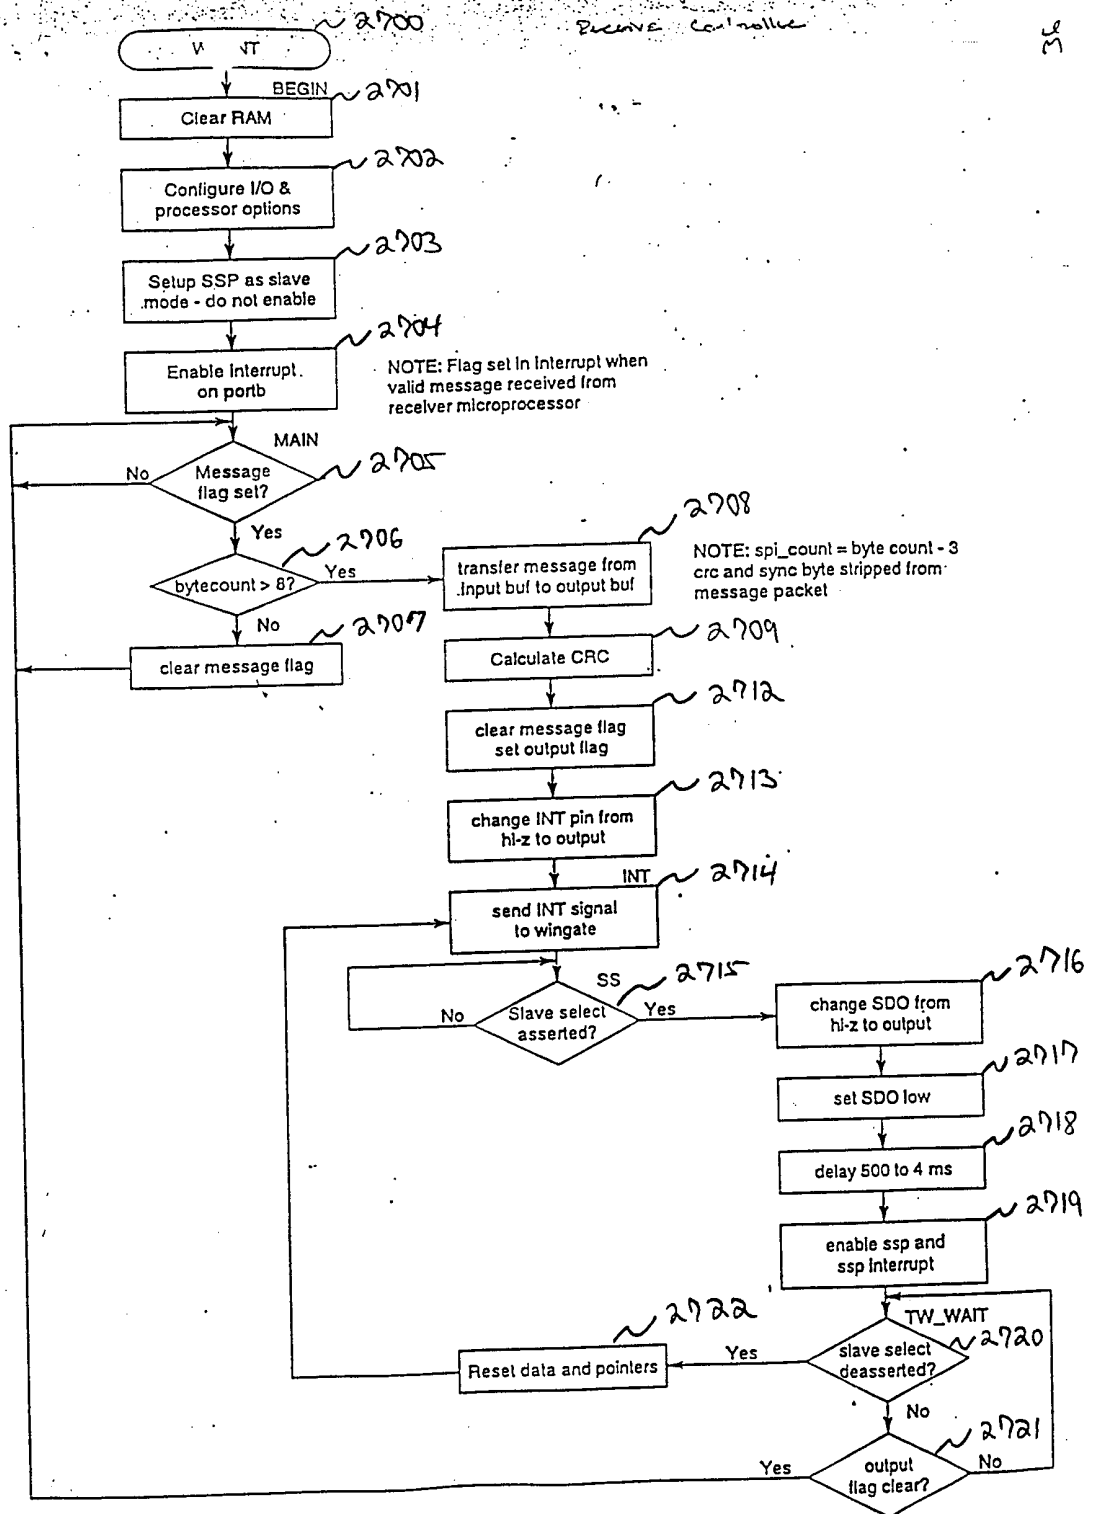 2700
Receive Controller
BEGIN
2701
Clear RAM
2702
Configure I/O &
processor options
2703
Setup SSP as slave
mode - do not enable
2704
Enable interrupt
on portb
NOTE: Flag set in interrupt when
valid message received from
receiver microprocessor
MAIN
2705
No
Message
flag set?
Yes
2706
bytecount > 8?
Yes
2708
transfer message from
input buf to output buf
NOTE: spi_count = byte count - 3
crc and sync byte stripped from
message packet
No
2707
clear message flag
2709
Calculate CRC
2712
clear message flag
set output flag
2713
change INT pin from
hi-z to output
INT
2714
send INT signal
to wingate
SS
2715
No
Slave select
asserted?
Yes
2716
change SDO from
hi-z to output
2717
set SDO low
2718
delay 500 to 4 ms
2719
enable ssp and
ssp interrupt
TW_WAIT
2720
slave select
deasserted?
Yes
2722
Reset data and pointers
No
2721
output
flag clear?
Yes
No